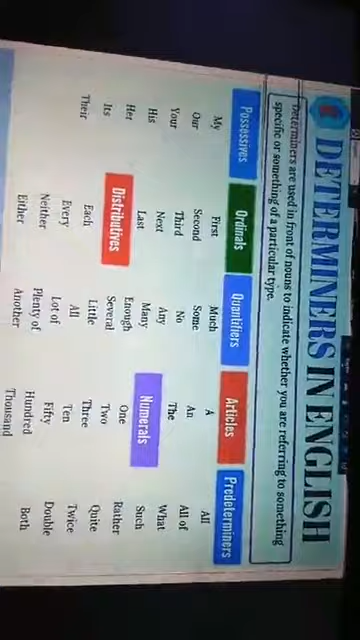 DETERMINERS IN ENGLISH
Determiners are used in front of nouns to indicate whether you are referring to something
specific or something of a particular type.
Possessives
My
Our
Your
His
Her
Its
Their
Ordinals
First
Second
Third
Next
Last
Distributives
Each
Every
Neither
Either
Quantifiers
Much
Some
No
Any
Many
Enough
Several
Little
All
Lot of
Plenty of
Another
Articles
A
An
The
Numerals
One
Two
Three
Ten
Fifty
Hundred
Thousand
Predeterminers
All
All of
What
Such
Rather
Quite
Twice
Double
Both